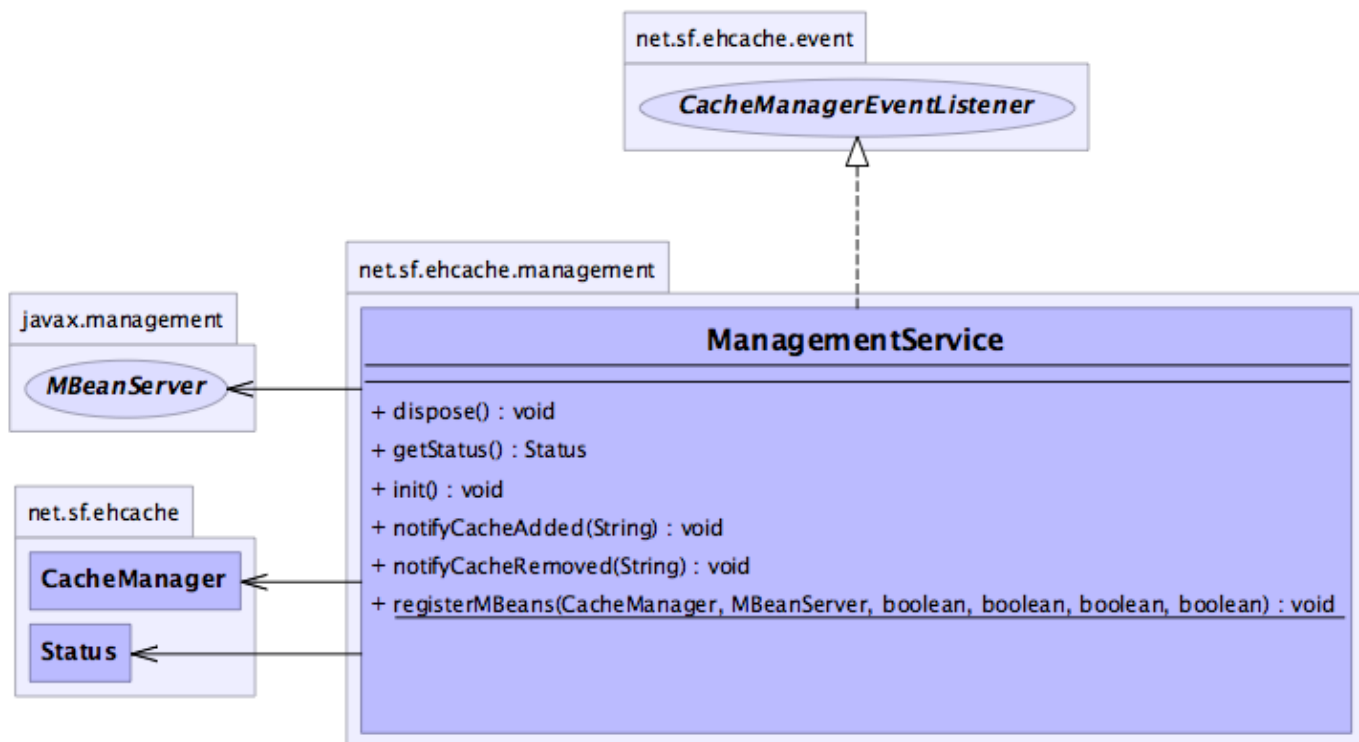 net.sf.ehcache.event
CacheManagerEventListener
net.sf.ehcache.management
javax.management
MBeanServer
net.sf.ehcache
CacheManager
Status
ManagementService
+ dispose() : void
+ getStatus() : Status
+ init() : void
+ notifyCacheAdded(String) : void
+ notifyCacheRemoved(String) : void
+ registerMBeans(CacheManager, MBeanServer, boolean, boolean, boolean, boolean) : void